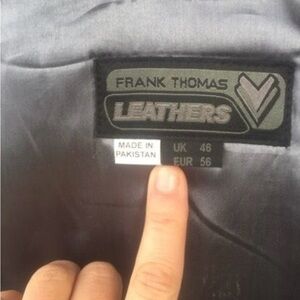 FRANK THOMAS
LEATHERS
MADE IN
PAKISTAN
UK 46
EUR 56